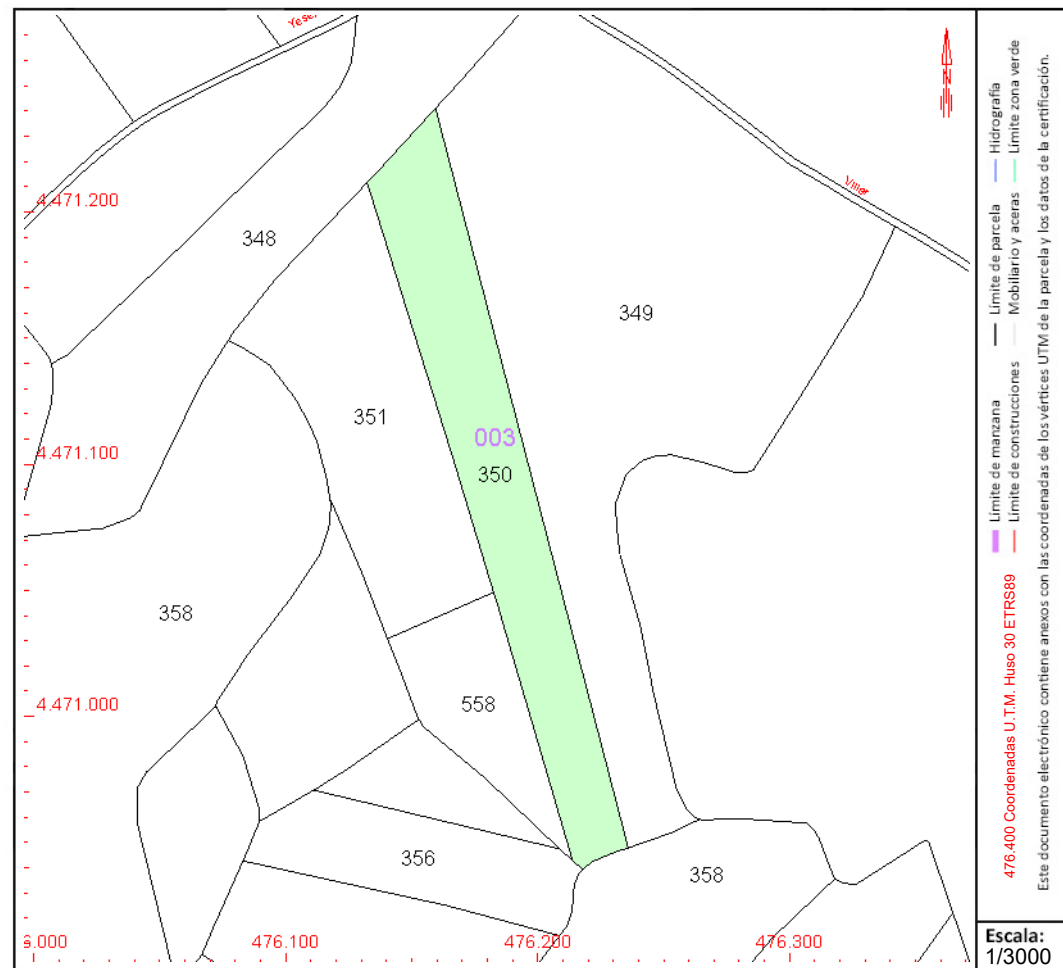 Yese
4.471.200
348
Villar
349
351
003
4.471.100
350
358
4.471.000
558
356
358
5.000
476.100
476.200
476.300
N
Hidrografía
Límite zona verde
Límite de parcela
Mobiliario y aceras
Límite de manzana
Límite de construcciones
476.400 Coordenadas U.T.M. Huso 30 ETRS89
Este documento electrónico contiene anexos con las coordenadas de los vértices UTM de la parcela y los datos de la certificación.
Escala:
1/3000